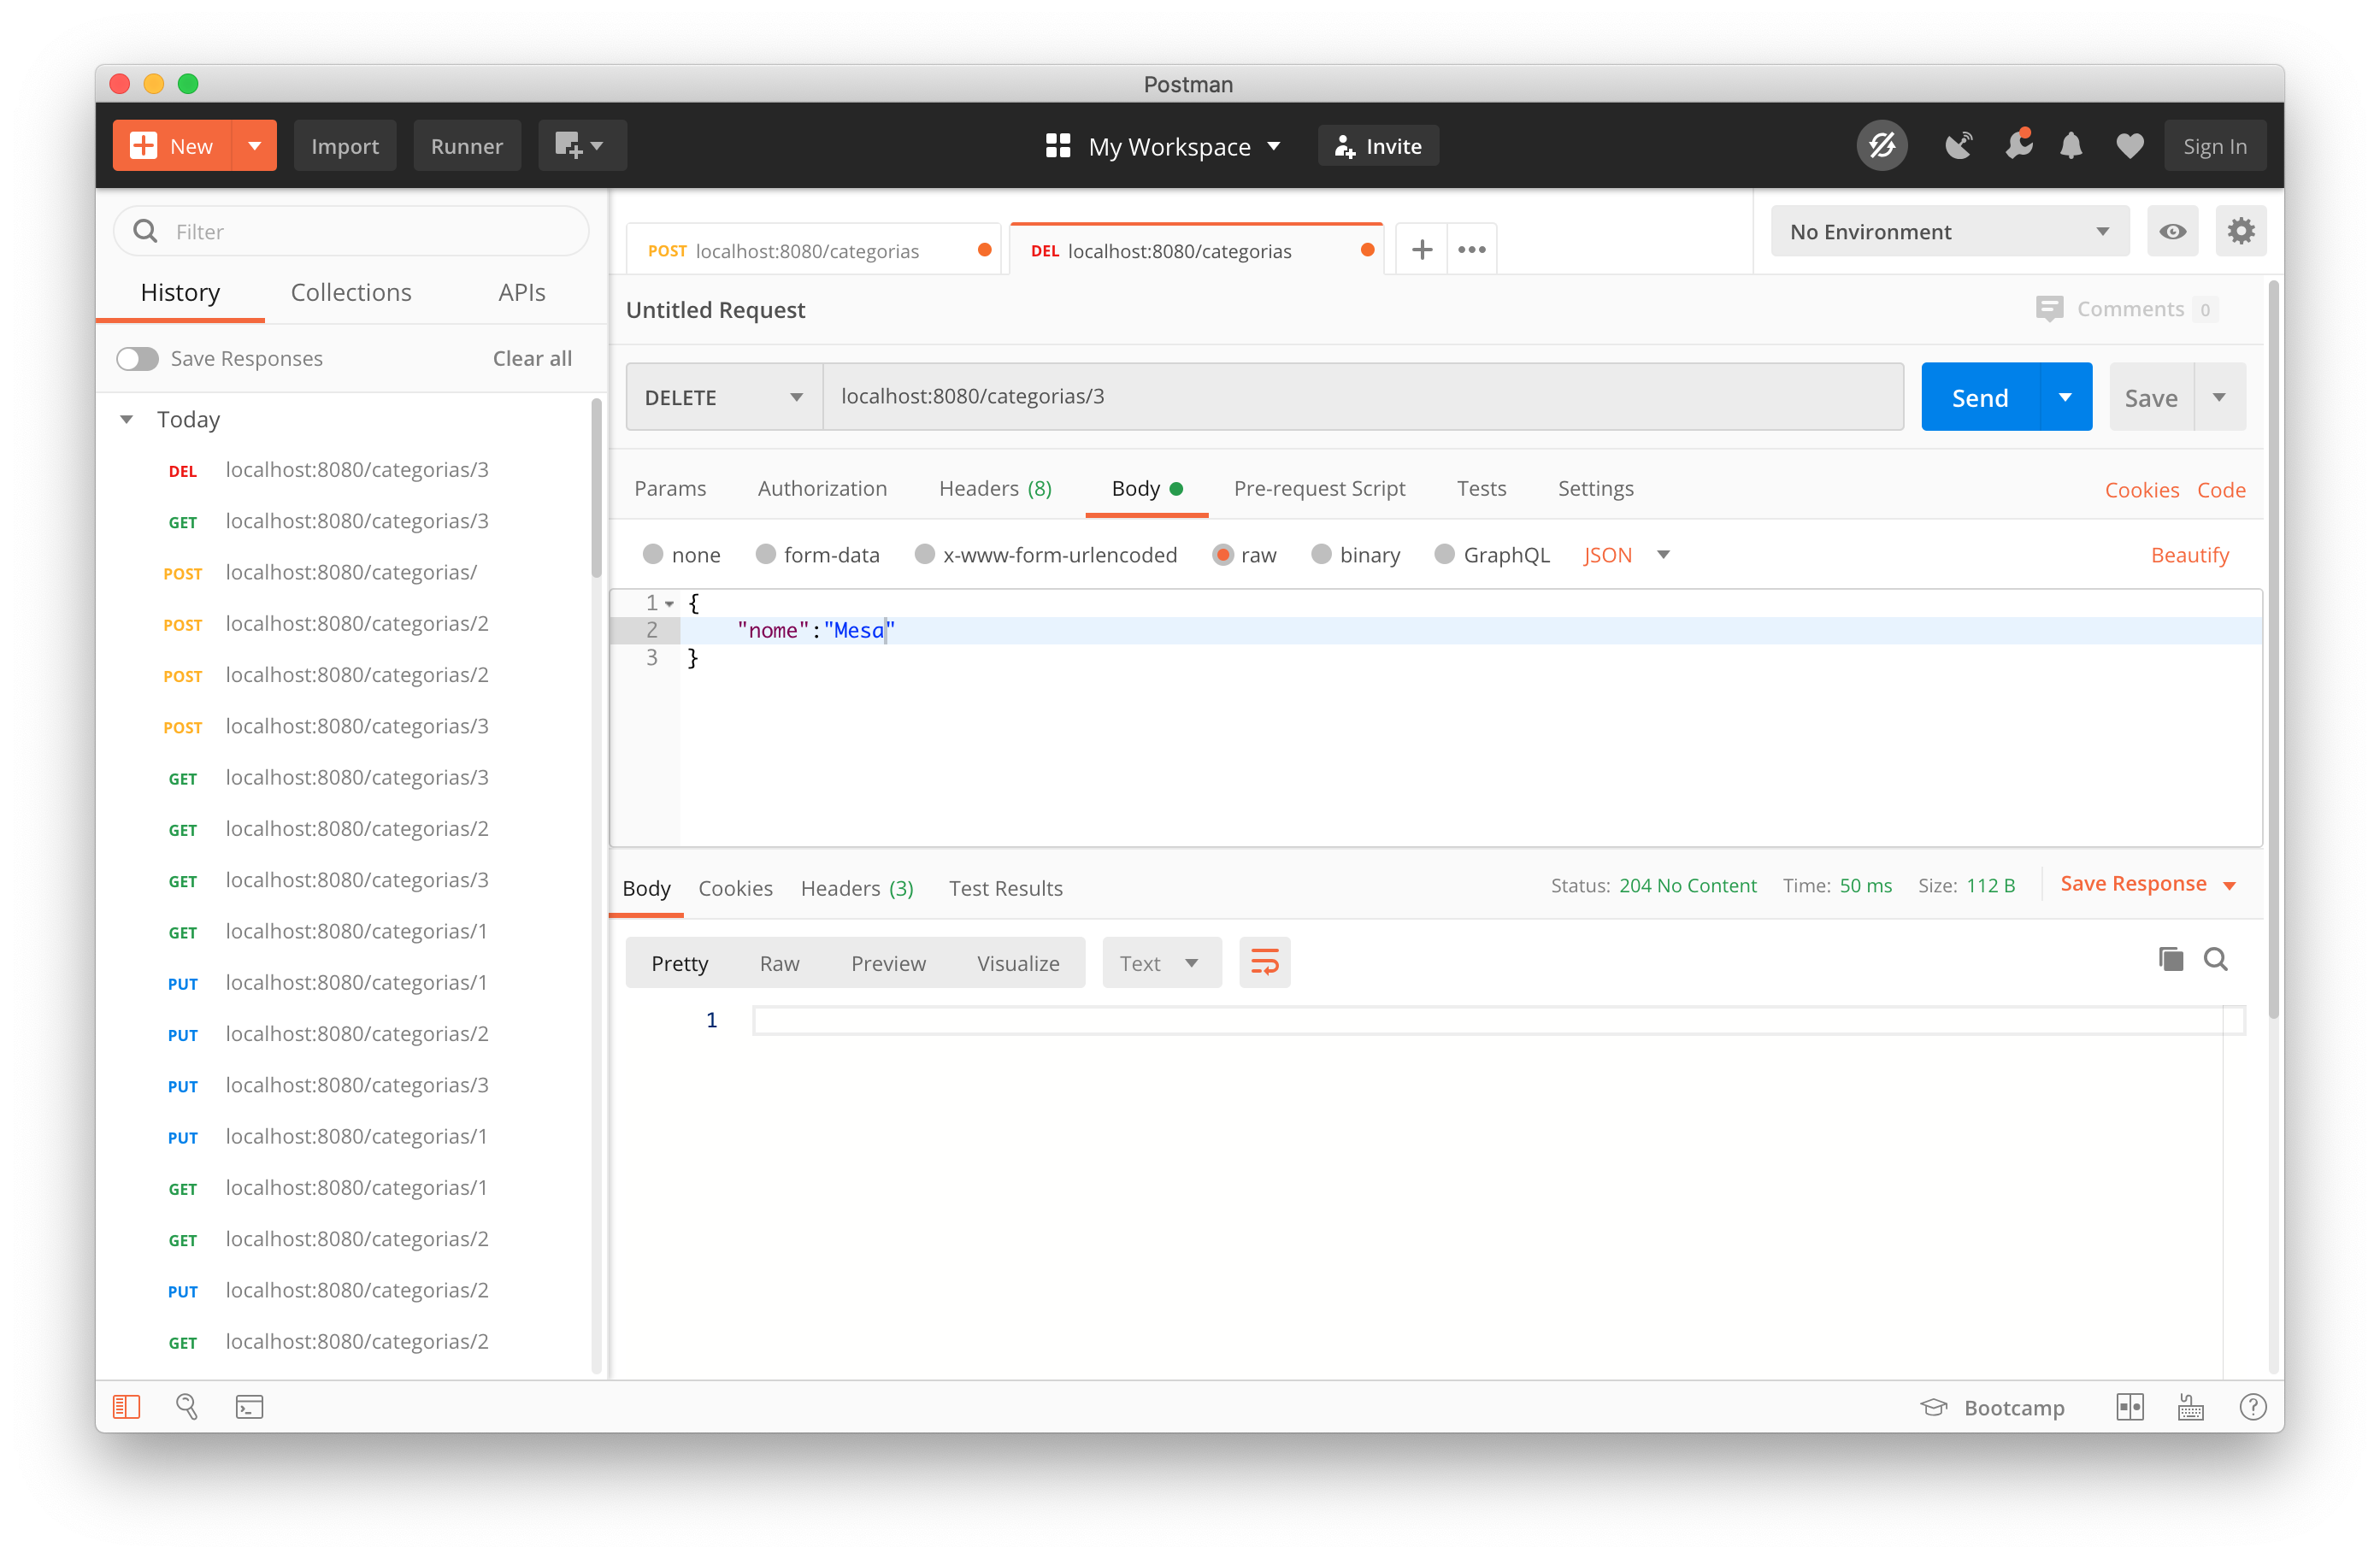 Postman
New Import Runner My Workspace Invite Sign In
Filter
History Collections APIs
Save Responses Clear all
Today
DEL localhost:8080/categorias/3
GET localhost:8080/categorias/3
POST localhost:8080/categorias/
POST localhost:8080/categorias/2
POST localhost:8080/categorias/2
POST localhost:8080/categorias/3
GET localhost:8080/categorias/3
GET localhost:8080/categorias/2
GET localhost:8080/categorias/3
GET localhost:8080/categorias/1
PUT localhost:8080/categorias/1
PUT localhost:8080/categorias/2
PUT localhost:8080/categorias/3
PUT localhost:8080/categorias/1
GET localhost:8080/categorias/1
GET localhost:8080/categorias/2
PUT localhost:8080/categorias/2
GET localhost:8080/categorias/2
POST localhost:8080/categorias DEL localhost:8080/categorias No Environment
Untitled Request Comments 0
DELETE localhost:8080/categorias/3 Send Save
Params Authorization Headers (8) Body Pre-request Script Tests Settings Cookies Code
none form-data x-www-form-urlencoded raw binary GraphQL JSON Beautify
1 {
2 "nome":"Mesa"
3 }
Body Cookies Headers (3) Test Results Status: 204 No Content Time: 50 ms Size: 112 B Save Response
Pretty Raw Preview Visualize Text
1
Bootcamp